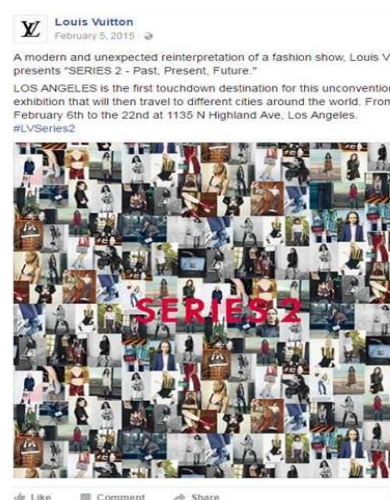 LV
Louis Vuitton
February 5, 2015 ·
A modern and unexpected reinterpretation of a fashion show, Louis V
presents "SERIES 2 - Past, Present, Future."
LOS ANGELES is the first touchdown destination for this unconventio
exhibition that will then travel to different cities around the world. From
February 6th to the 22nd at 1135 N Highland Ave, Los Angeles.
#LVSeries2
SERIES 2
Like Comment Share